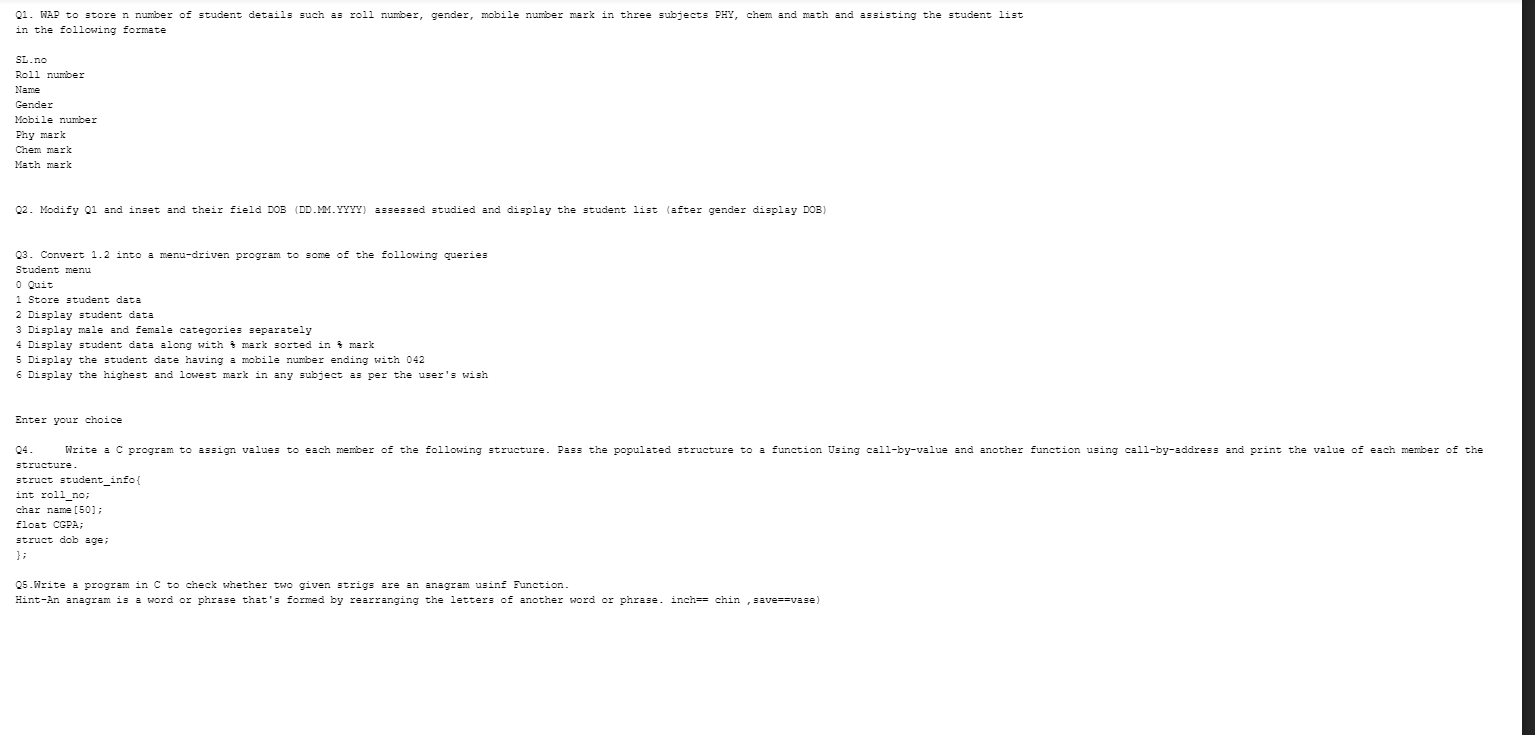 Q1. WAP to store n number of student details such as roll number, gender, mobile number mark in three subjects PHY, chem and math and assisting the student list
in the following formate
SL.no
Roll number
Name
Gender
Mobile number
Phy mark
Chem mark
Math mark
Q2. Modify Q1 and inset and their field DOB (DD.MM.YYYY) assessed studied and display the student list (after gender display DOB)
Q3. Convert 1.2 into a menu-driven program to some of the following queries
Student menu
0 Quit
1 Store student data
2 Display student data
3 Display male and female categories separately
4 Display student data along with % mark sorted in % mark
5 Display the student date having a mobile number ending with 042
6 Display the highest and lowest mark in any subject as per the user's wish
Enter your choice
Q4. Write a C program to assign values to each member of the following structure. Pass the populated structure to a function Using call-by-value and another function using call-by-address and print the value of each member of the
structure.
struct student_info{
int roll_no;
char name[50];
float CGPA;
struct dob age;
};
Q5.Write a program in C to check whether two given strigs are an anagram usinf Function.
Hint-An anagram is a word or phrase that's formed by rearranging the letters of another word or phrase. inch== chin ,save==vase)